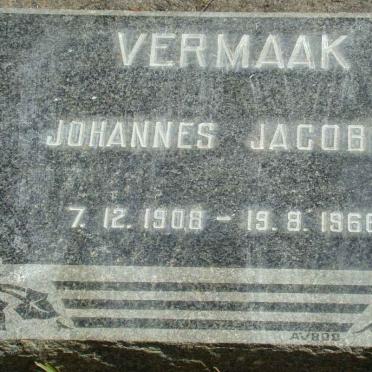 VERMAAK
JOHANNES JACOB
7. 12. 1908 - 19. 8. 1966
AVBOB